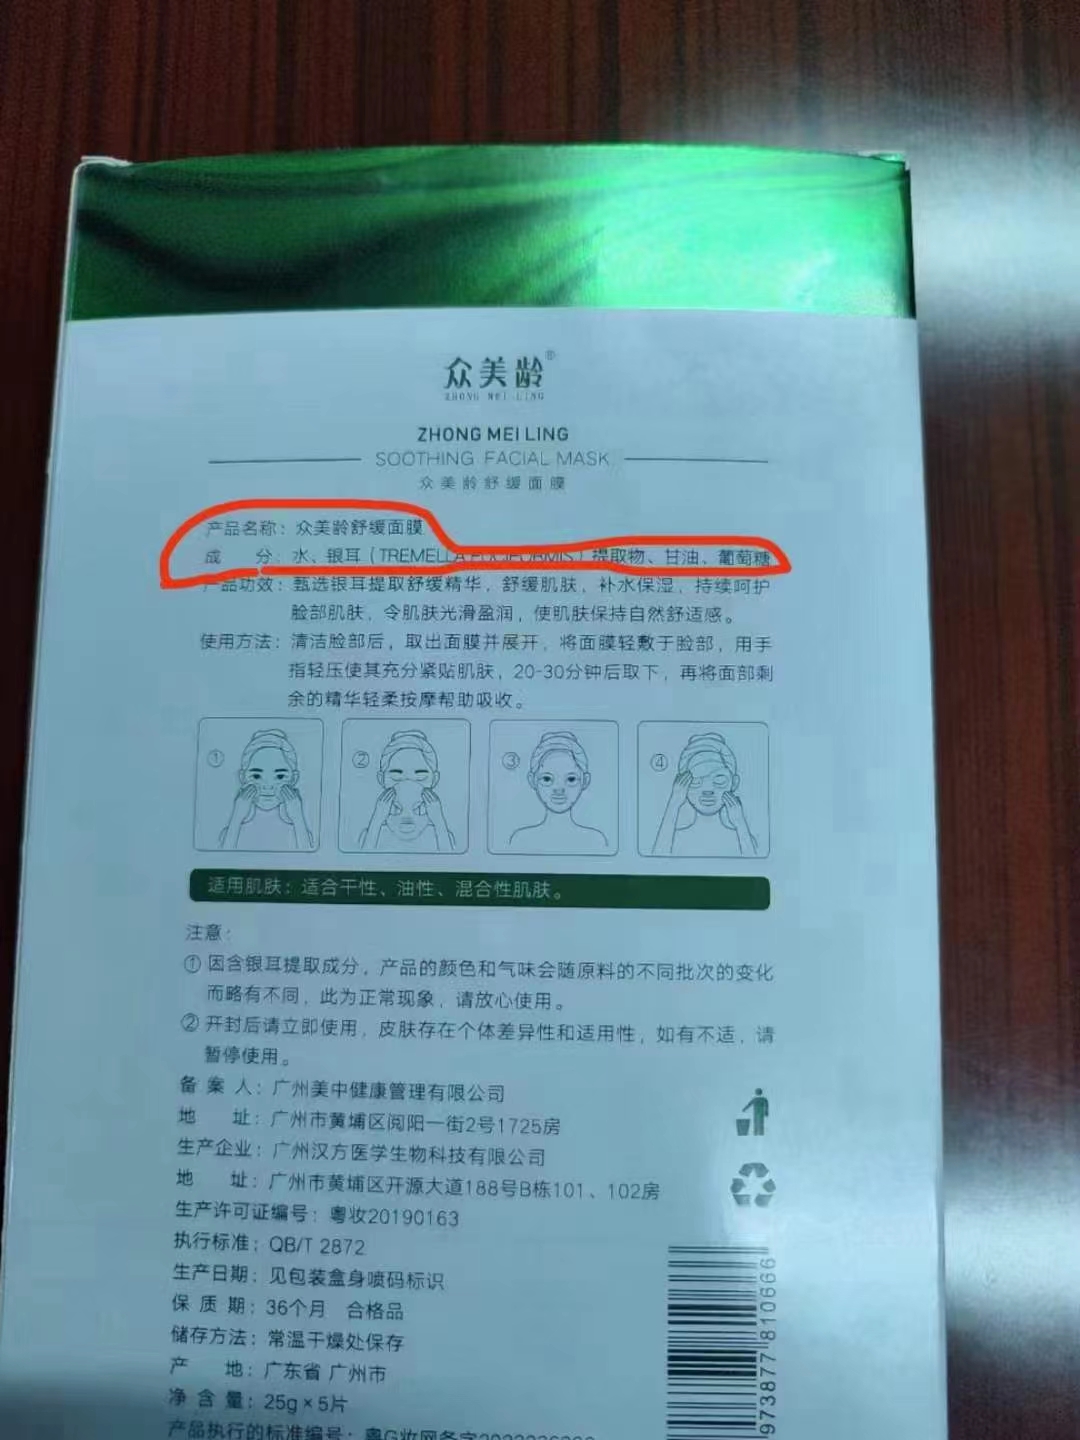 众美龄®
ZHONG MEI LING
ZHONG MEI LING
SOOTHING FACIAL MASK
众美龄舒缓面膜
产品名称：众美龄舒缓面膜
成 分：水、银耳（TREMELLA FUCIFORMIS）提取物、甘油、葡萄糖
产品功效：甄选银耳提取舒缓精华，舒缓肌肤，补水保湿，持续呵护
脸部肌肤，令肌肤光滑盈润，使肌肤保持自然舒适感。
使用方法：清洁脸部后，取出面膜并展开，将面膜轻敷于脸部，用手
指轻压使其充分紧贴肌肤，20-30分钟后取下，再将面部剩
余的精华轻柔按摩帮助吸收。
① ② ③ ④
适用肌肤：适合干性、油性、混合性肌肤。
注意：
① 因含银耳提取成分，产品的颜色和气味会随原料的不同批次的变化
而略有不同，此为正常现象，请放心使用。
② 开封后请立即使用，皮肤存在个体差异性和适用性，如有不适，请
暂停使用。
备 案 人：广州美中健康管理有限公司
地 址：广州市黄埔区阅阳一街2号1725房
生产企业：广州汉方医学生物科技有限公司
地 址：广州市黄埔区开源大道188号B栋101、102房
生产许可证编号：粤妆20190163
执行标准：QB/T 2872
生产日期：见包装盒身喷码标识
保 质 期：36个月 合格品
储存方法：常温干燥处保存
产 地：广东省 广州市
净 含 量：25g×5片
产品执行的标准编号：粤G妆网备字
973877 810666